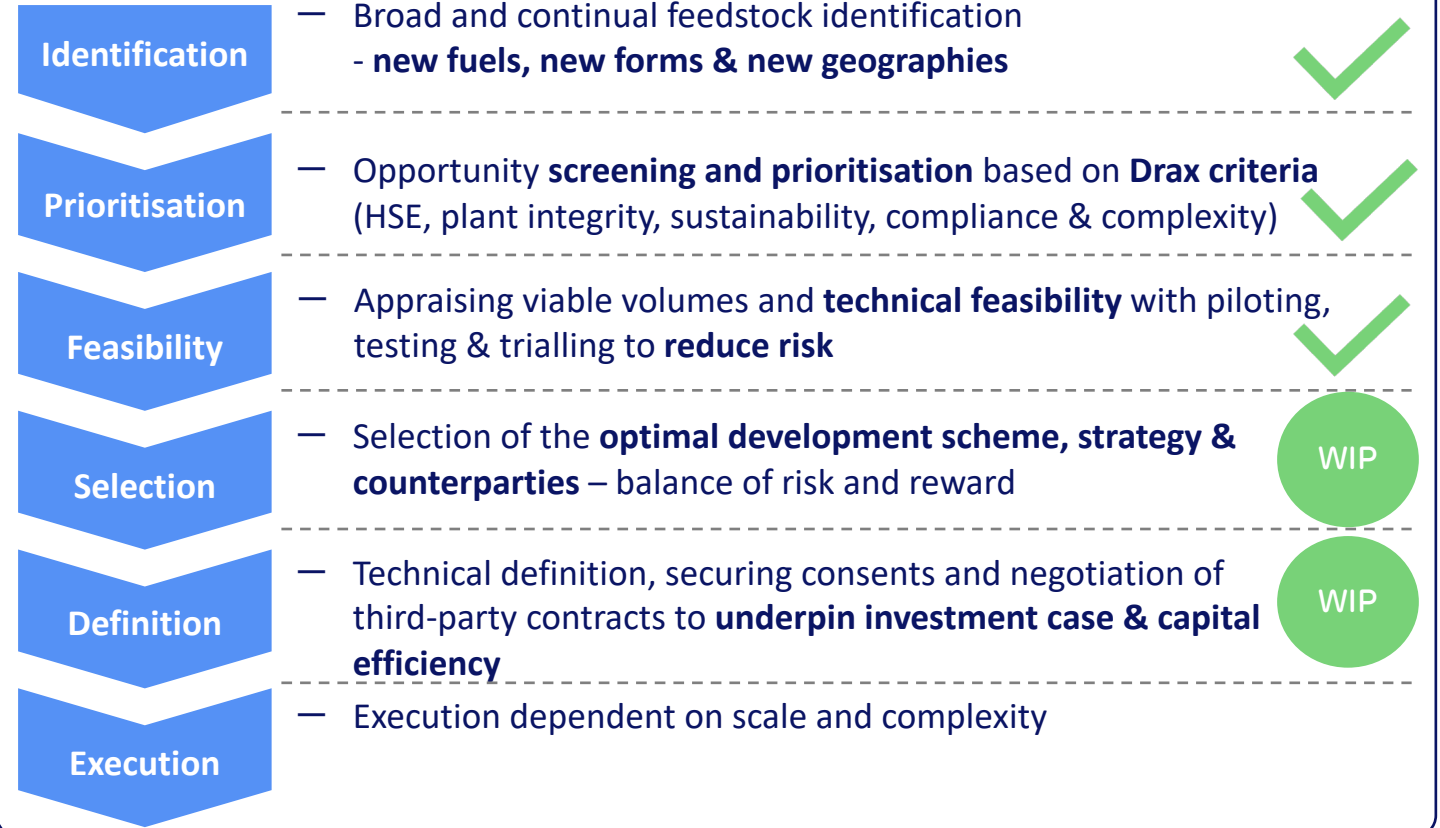 Identification
— Broad and continual feedstock identification
- new fuels, new forms & new geographies
Prioritisation
— Opportunity screening and prioritisation based on Drax criteria
(HSE, plant integrity, sustainability, compliance & complexity)
Feasibility
— Appraising viable volumes and technical feasibility with piloting,
testing & trialling to reduce risk
Selection
— Selection of the optimal development scheme, strategy &
counterparties – balance of risk and reward
WIP
Definition
— Technical definition, securing consents and negotiation of
third-party contracts to underpin investment case & capital
efficiency
WIP
Execution
— Execution dependent on scale and complexity